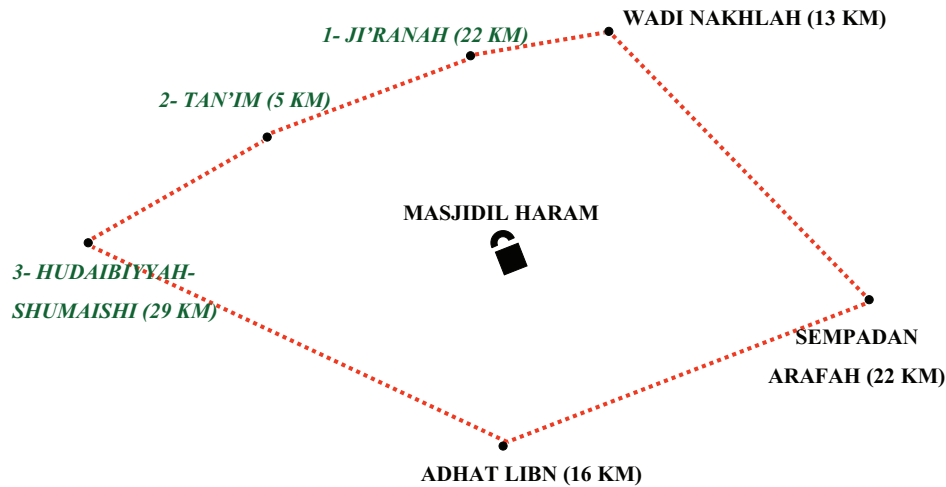 WADI NAKHLAH (13 KM)
1- JI’RANAH (22 KM)
2- TAN’IM (5 KM)
MASJIDIL HARAM
3- HUDAIBIYYAH-
SHUMAISHI (29 KM)
SEMPADAN
ARAFAH (22 KM)
ADHAT LIBN (16 KM)